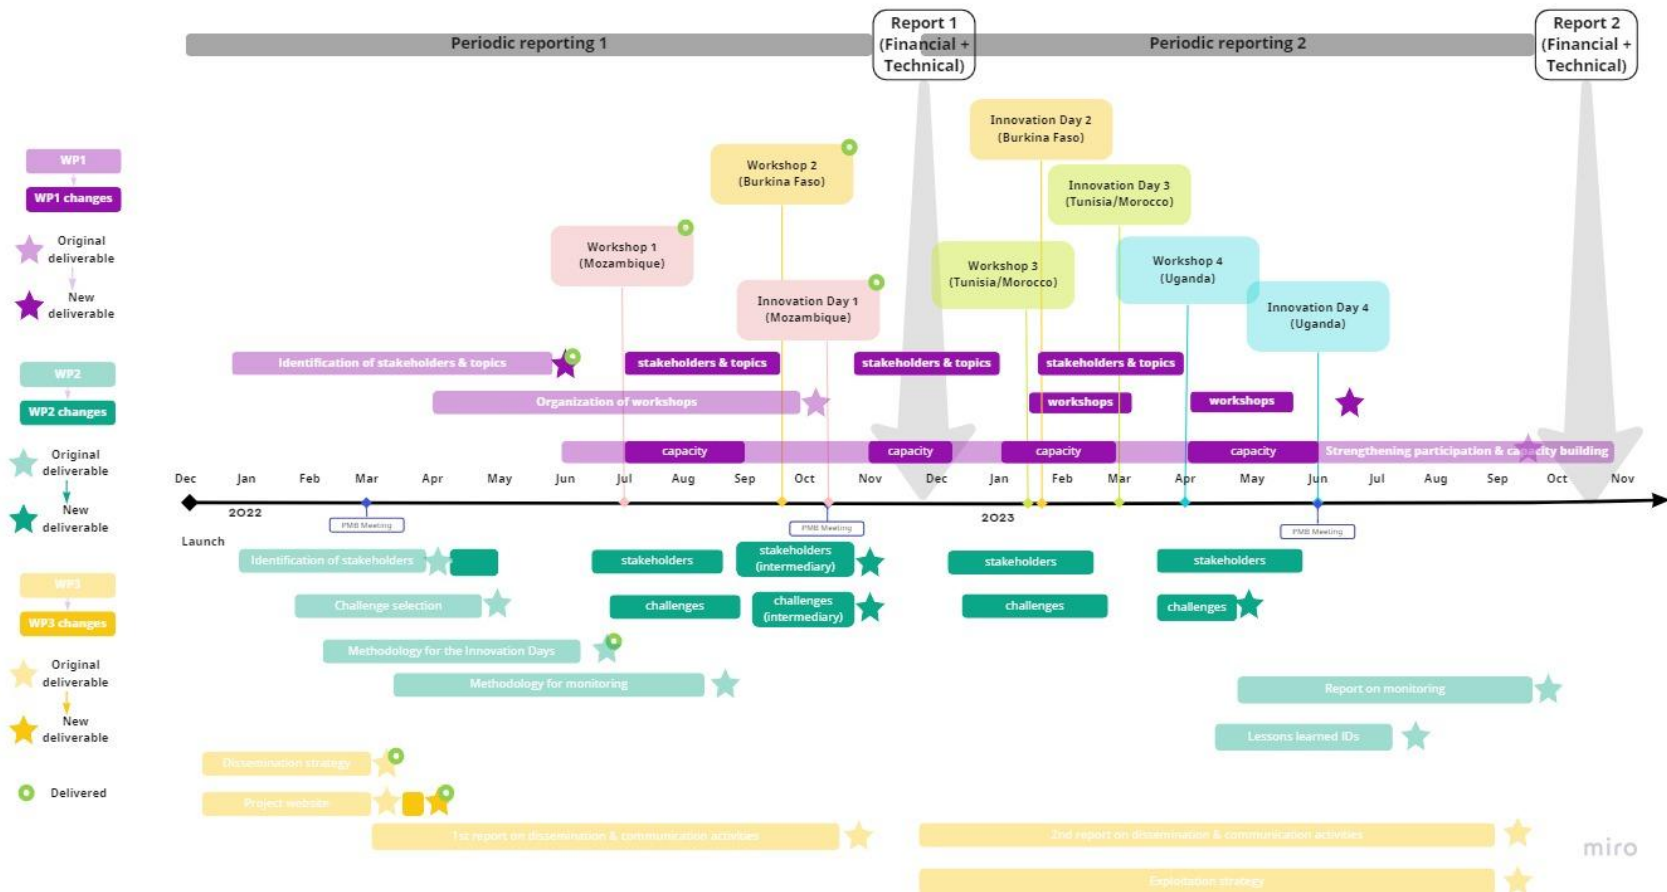 Periodic reporting 1
Report 1
(Financial +
Technical)
Periodic reporting 2
Report 2
(Financial +
Technical)
Innovation Day 2
(Burkina Faso)
Workshop 2
(Burkina Faso)
Innovation Day 3
(Tunisia/Morocco)
Workshop 1
(Mozambique)
Workshop 3
(Tunisia/Morocco)
Workshop 4
(Uganda)
Innovation Day 1
(Mozambique)
Innovation Day 4
(Uganda)
WP1
WP1 changes
Original
deliverable
New
deliverable
WP2
WP2 changes
Original
deliverable
New
deliverable
WP3
WP3 changes
Original
deliverable
New
deliverable
Delivered
Identification of stakeholders & topics
stakeholders & topics
stakeholders & topics
stakeholders & topics
Organization of workshops
workshops
workshops
capacity
capacity
capacity
capacity
Strengthening participation & capacity building
Dec
Jan
Feb
Mar
Apr
May
Jun
Jul
Aug
Sep
Oct
Nov
Dec
Jan
Feb
Mar
Apr
May
Jun
Jul
Aug
Sep
Oct
Nov
2022
2023
PMB Meeting
PMB Meeting
PMB Meeting
Launch
Identification of stakeholders
stakeholders
stakeholders
(intermediary)
stakeholders
stakeholders
Challenge selection
challenges
challenges
(intermediary)
challenges
challenges
Methodology for the Innovation Days
Methodology for monitoring
Report on monitoring
Lessons learned IDs
Dissemination strategy
Project website
1st report on dissemination & communication activities
2nd report on dissemination & communication activities
Exploitation strategy
miro